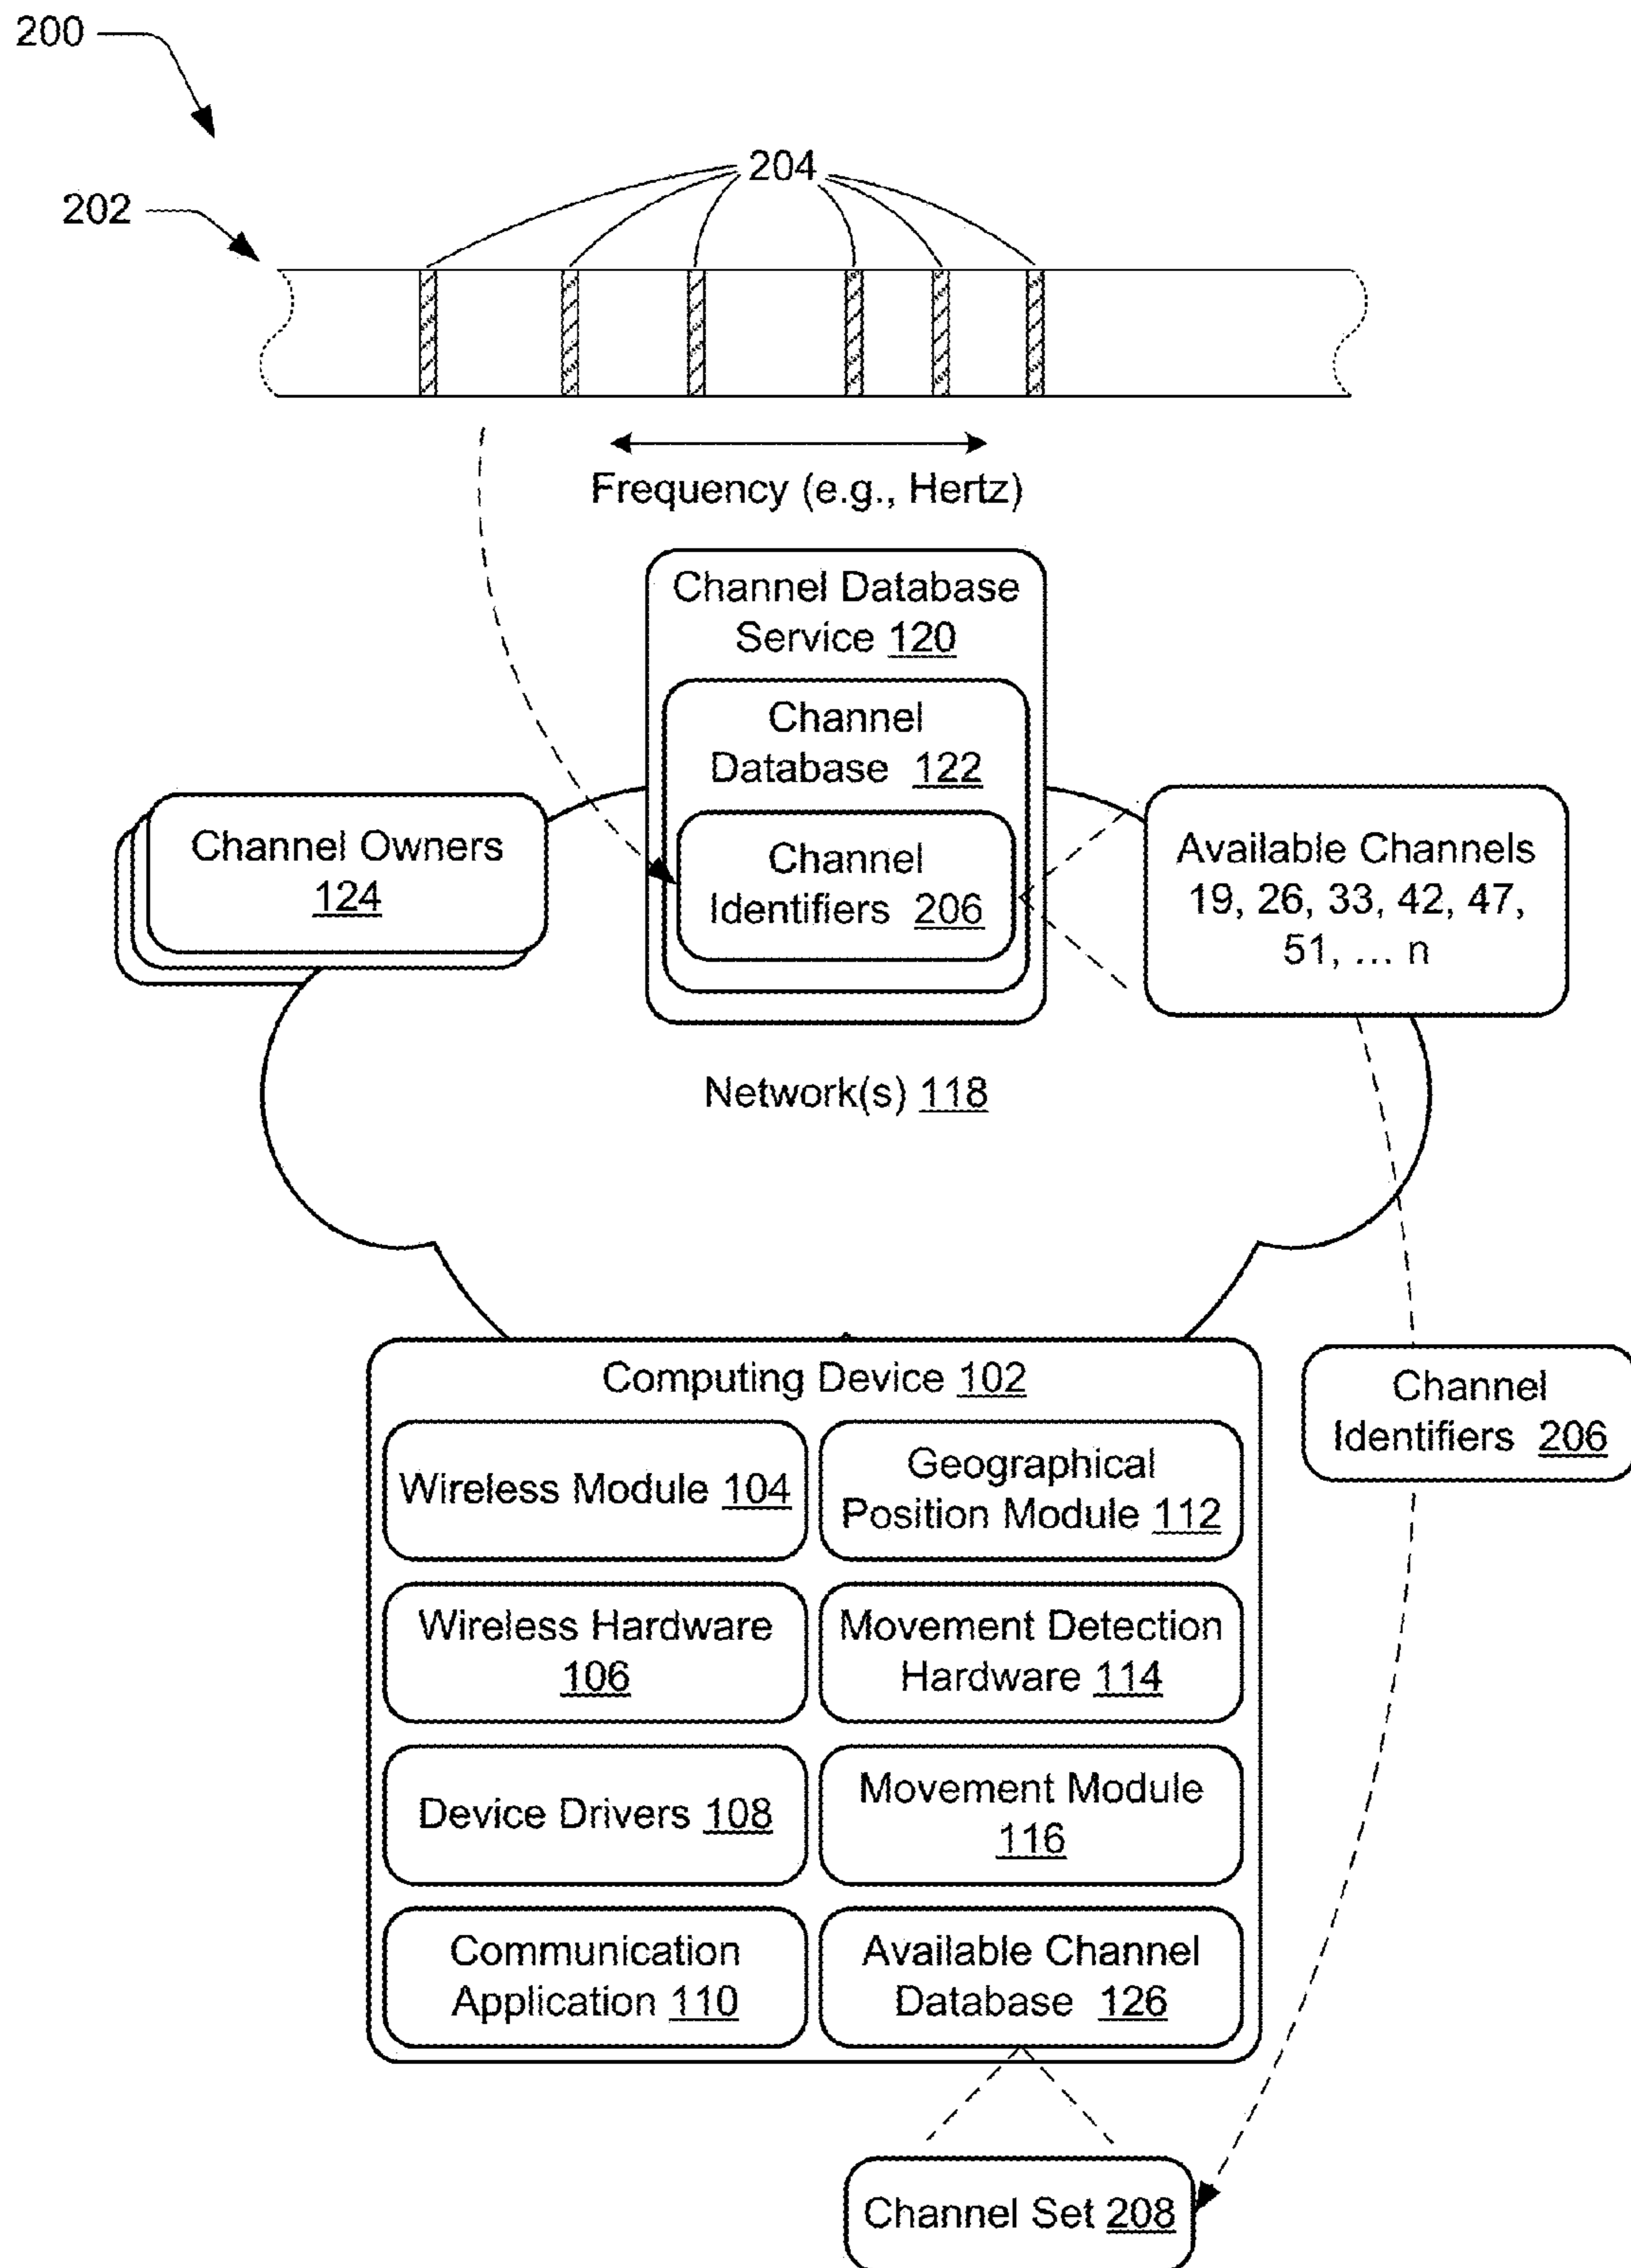 200
204
202
Frequency (e.g., Hertz)
Channel Database
Service 120
Channel
Database 122
Channel
Identifiers 206
Channel Owners
124
Available Channels
19, 26, 33, 42, 47,
51, ... n
Network(s) 118
Computing Device 102
Channel
Identifiers 206
Wireless Module 104
Geographical
Position Module 112
Wireless Hardware
106
Movement Detection
Hardware 114
Device Drivers 108
Movement Module
116
Communication
Application 110
Available Channel
Database 126
Channel Set 208